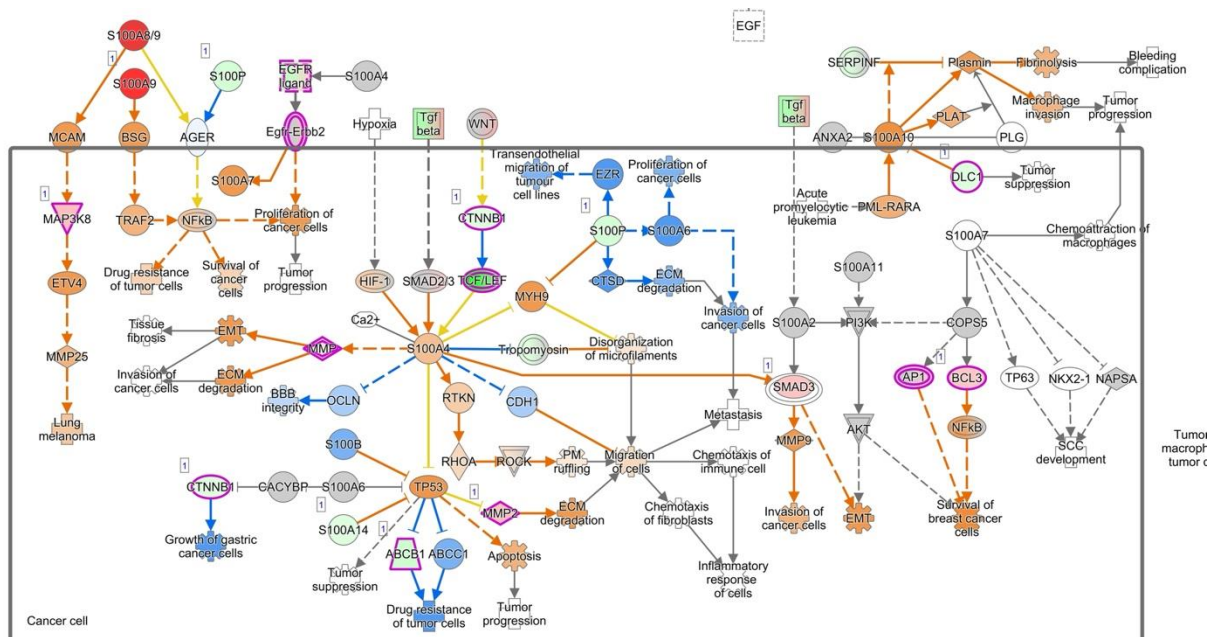 EGF
S100A8/9
1
S100A9
1
S100P
EGFR
ligand
S100A4
SERPINF
Plasmin
Fibrinolysis
Bleeding
complication
MCAM
BSG
AGER
Egfr-Erbb2
Hypoxia
Tgf
beta
WNT
Tgf
beta
ANXA2
S100A10
PLAT
PLG
Macrophage
invasion
Tumor
progression
1
MAP3K8
TRAF2
NFkB
S100A7
Proliferation of
cancer cells
Transendothelial
migration of
tumour
cell lines
EZR
Proliferation of
cancer cells
1
CTNNB1
1
S100P
S100A6
Acute
promyelocytic
leukemia
PML-RARA
1
DLC1
Tumor
suppression
S100A7
Chemoattraction of
macrophages
ETV4
Drug resistance
of tumor cells
Survival of
cancer
cells
Tumor
progression
HIF-1
SMAD2/3
TCF/LEF
CTSD
ECM
degradation
Invasion of
cancer cells
S100A11
MYH9
Ca2+
S100A4
Tropomyosin
Disorganization
of microfilaments
S100A2
PI3K
COPS5
Tissue
fibrosis
EMT
MMP
MMP25
Invasion of
cancer cells
ECM
degradation
BBB
integrity
OCLN
RTKN
CDH1
Metastasis
1
SMAD3
AP1
1
BCL3
TP63
NKX2-1
NAPSA
Lung
melanoma
S100B
RHOA
ROCK
PM
ruffling
Migration
of cells
Chemotaxis of
immune cell
MMP9
AKT
NFkB
SCC
development
Tumor
macroph
tumor c
1
CTNNB1
CACYBP
S100A6
TP53
1
MMP2
ECM
degradation
Chemotaxis
of fibroblasts
Invasion of
cancer cells
EMT
Survival of
breast cancer
cells
1
S100A14
Growth of gastric
cancer cells
Tumor
suppression
1
ABCB1
ABCC1
Apoptosis
Inflammatory
response
of cells
Drug resistance
of tumor cells
Tumor
progression
Cancer cell